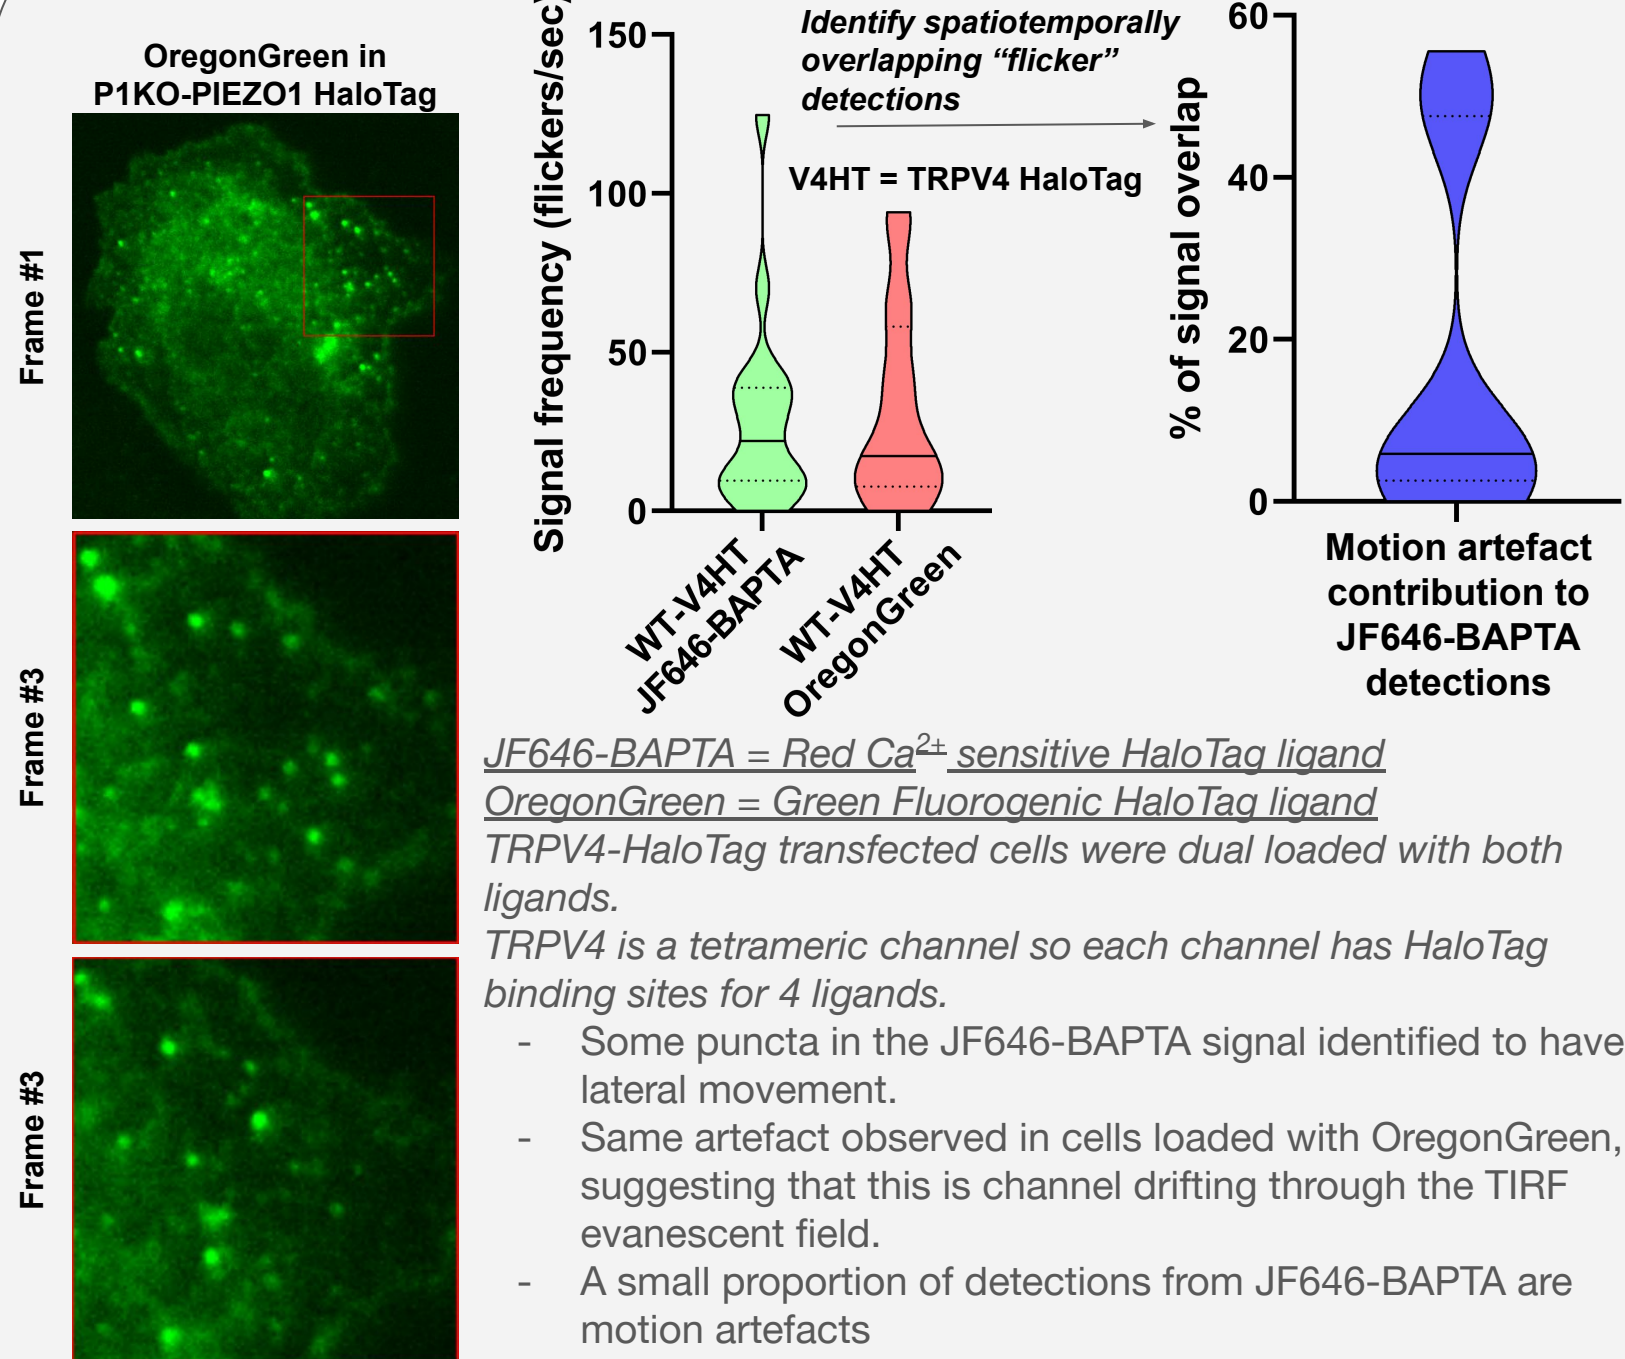 OregonGreen in
P1KO-PIEZO1 HaloTag
Frame #1
Frame #3
Frame #3
Signal frequency (flickers/sec)
150
100
50
0
WT-V4HT
JF646-BAPTA
WT-V4HT
OregonGreen
Identify spatiotemporally
overlapping “flicker”
detections
V4HT = TRPV4 HaloTag
% of signal overlap
60
40
20
0
Motion artefact
contribution to
JF646-BAPTA
detections
JF646-BAPTA = Red Ca2+ sensitive HaloTag ligand
OregonGreen = Green Fluorogenic HaloTag ligand
TRPV4-HaloTag transfected cells were dual loaded with both
ligands.
TRPV4 is a tetrameric channel so each channel has HaloTag
binding sites for 4 ligands.
- Some puncta in the JF646-BAPTA signal identified to have
lateral movement.
- Same artefact observed in cells loaded with OregonGreen,
suggesting that this is channel drifting through the TIRF
evanescent field.
- A small proportion of detections from JF646-BAPTA are
motion artefacts